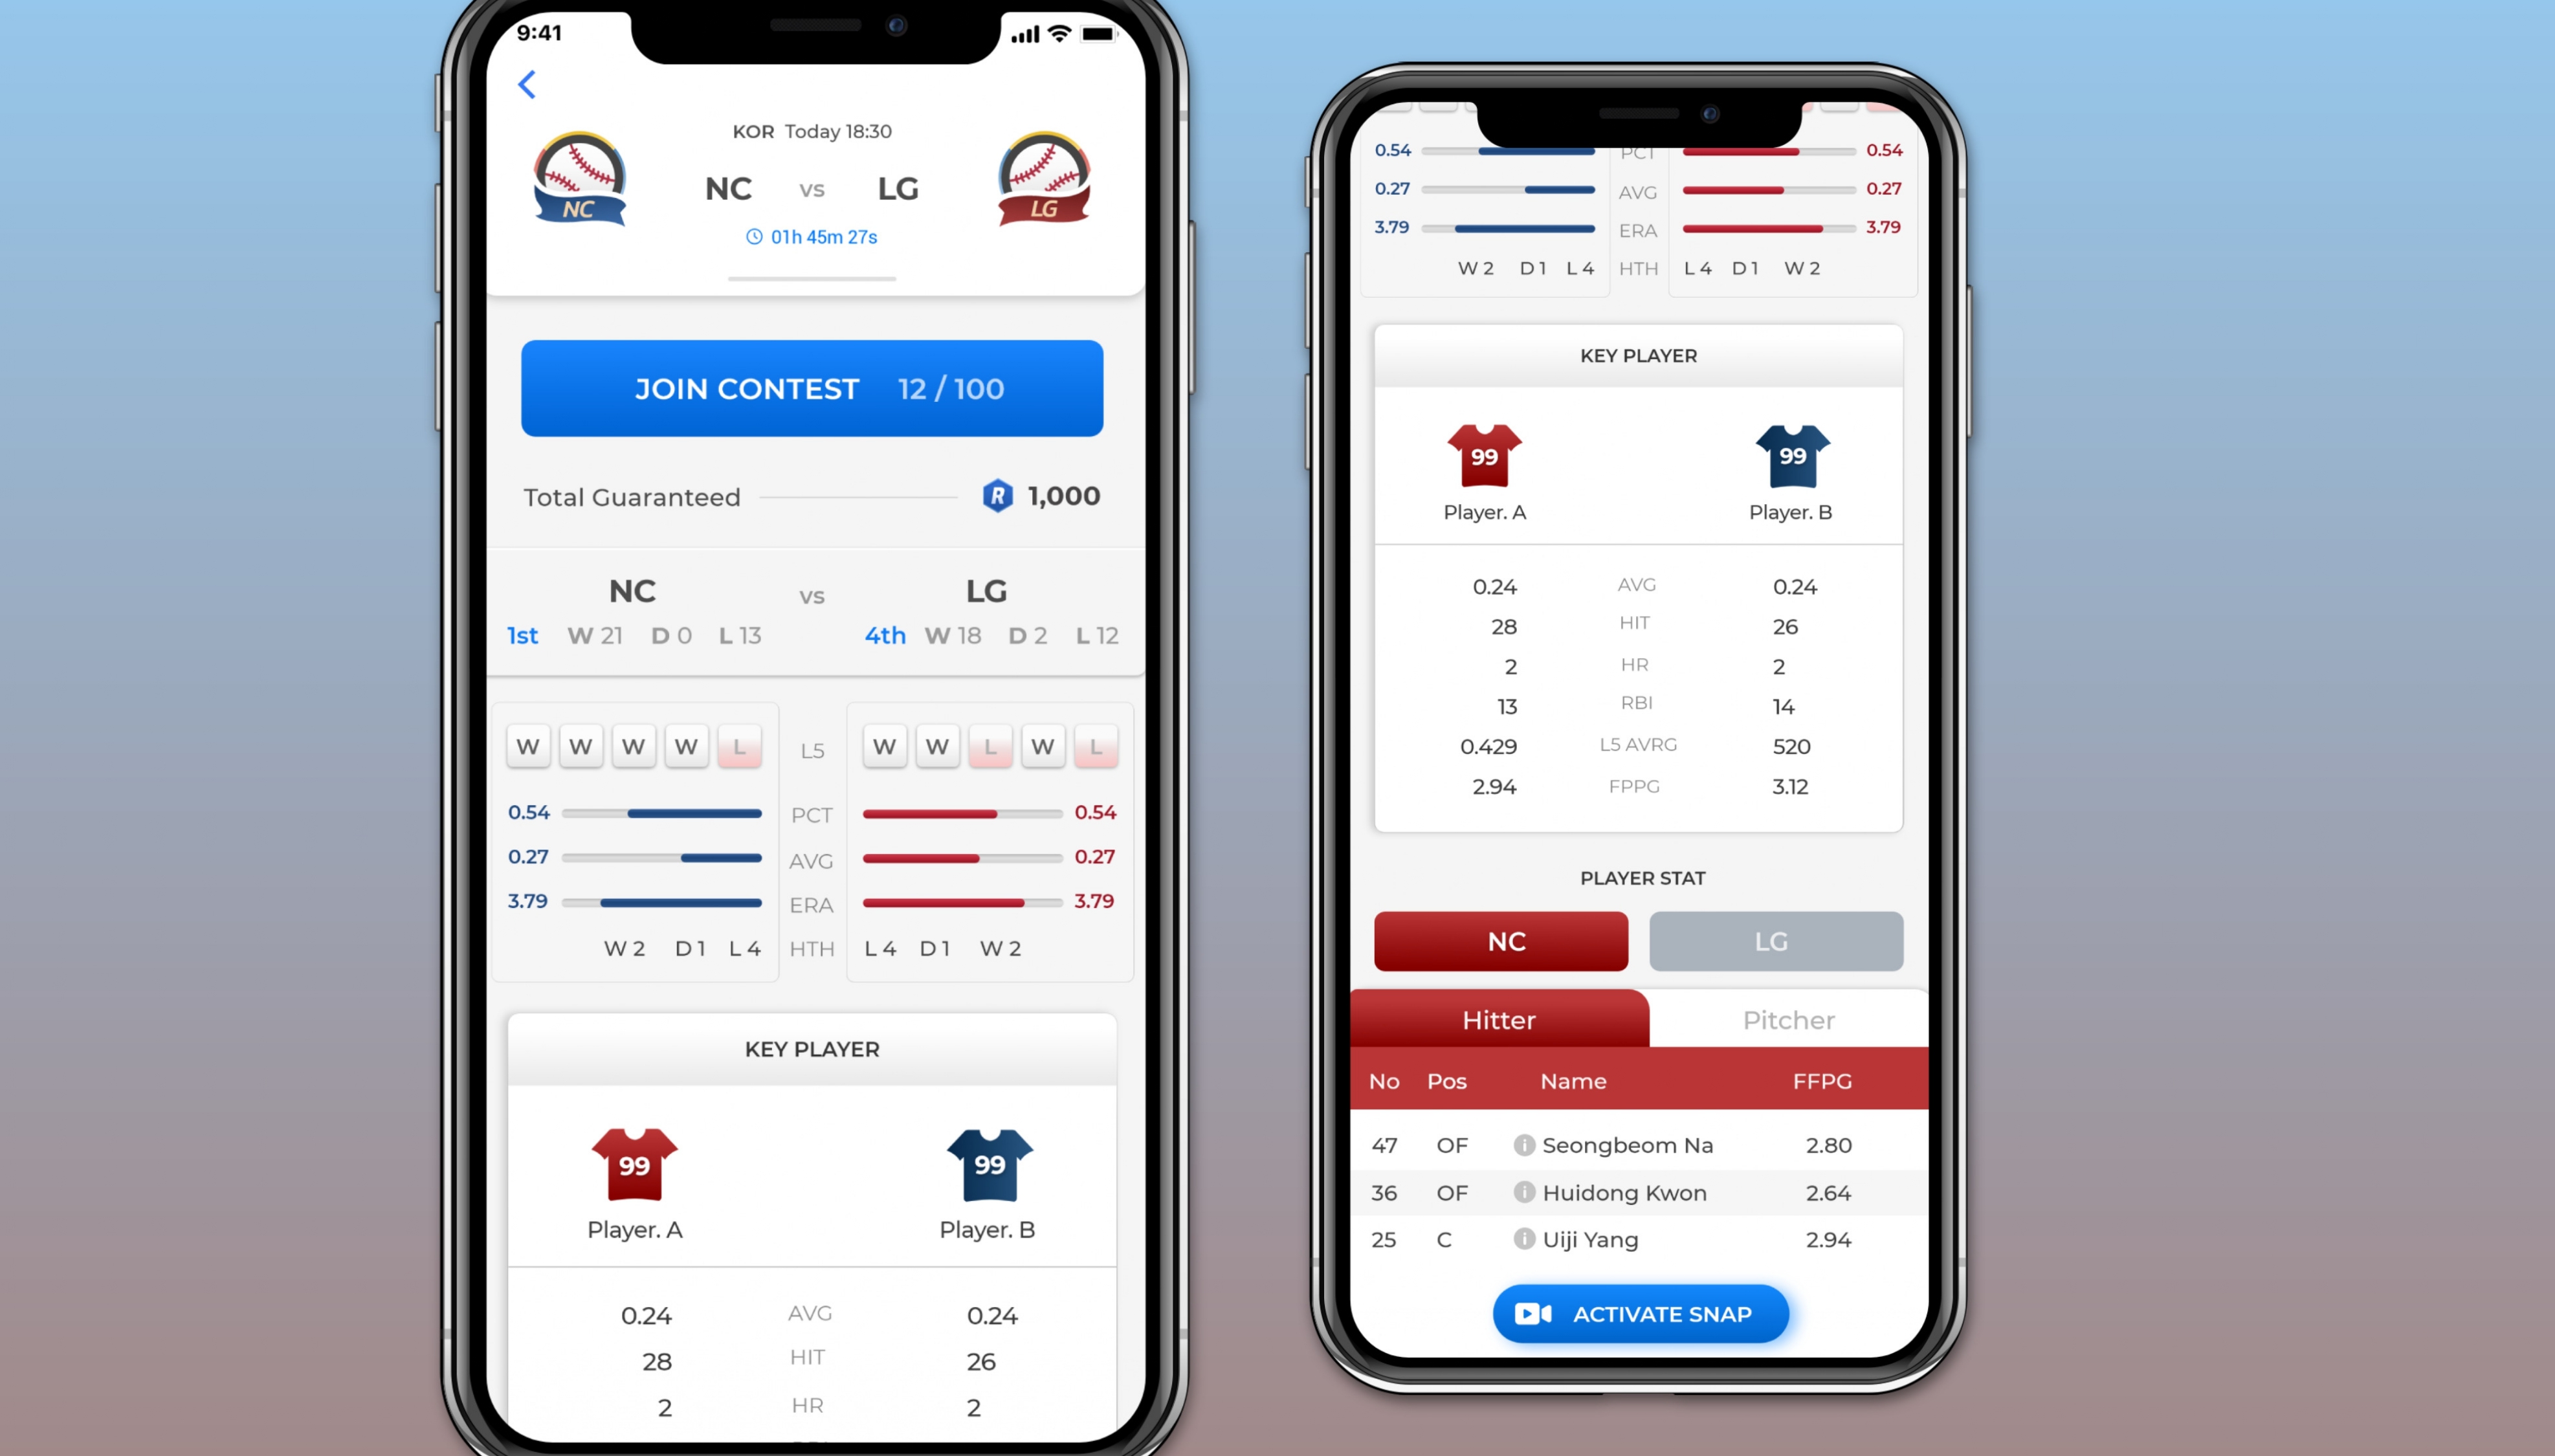 9:41
KOR Today 18:30
NC vs LG
NC
LG
01h 45m 27s
JOIN CONTEST 12 / 100
Total Guaranteed R 1,000
NC vs LG
1st W 21 D 0 L 13 4th W 18 D 2 L 12
W W W W L L5 W W L W L
0.54 PCT 0.54
0.27 AVG 0.27
3.79 ERA 3.79
W 2 D 1 L 4 HTH L 4 D 1 W 2
KEY PLAYER
99 99
Player. A Player. B
0.24 AVG 0.24
28 HIT 26
2 HR 2
0.54 PCT 0.54
0.27 AVG 0.27
3.79 ERA 3.79
W 2 D 1 L 4 HTH L 4 D 1 W 2
KEY PLAYER
99 99
Player. A Player. B
0.24 AVG 0.24
28 HIT 26
2 HR 2
13 RBI 14
0.429 L5 AVRG 520
2.94 FPPG 3.12
PLAYER STAT
NC LG
Hitter Pitcher
No Pos Name FFPG
47 OF Seongbeom Na 2.80
36 OF Huidong Kwon 2.64
25 C Uiji Yang 2.94
ACTIVATE SNAP